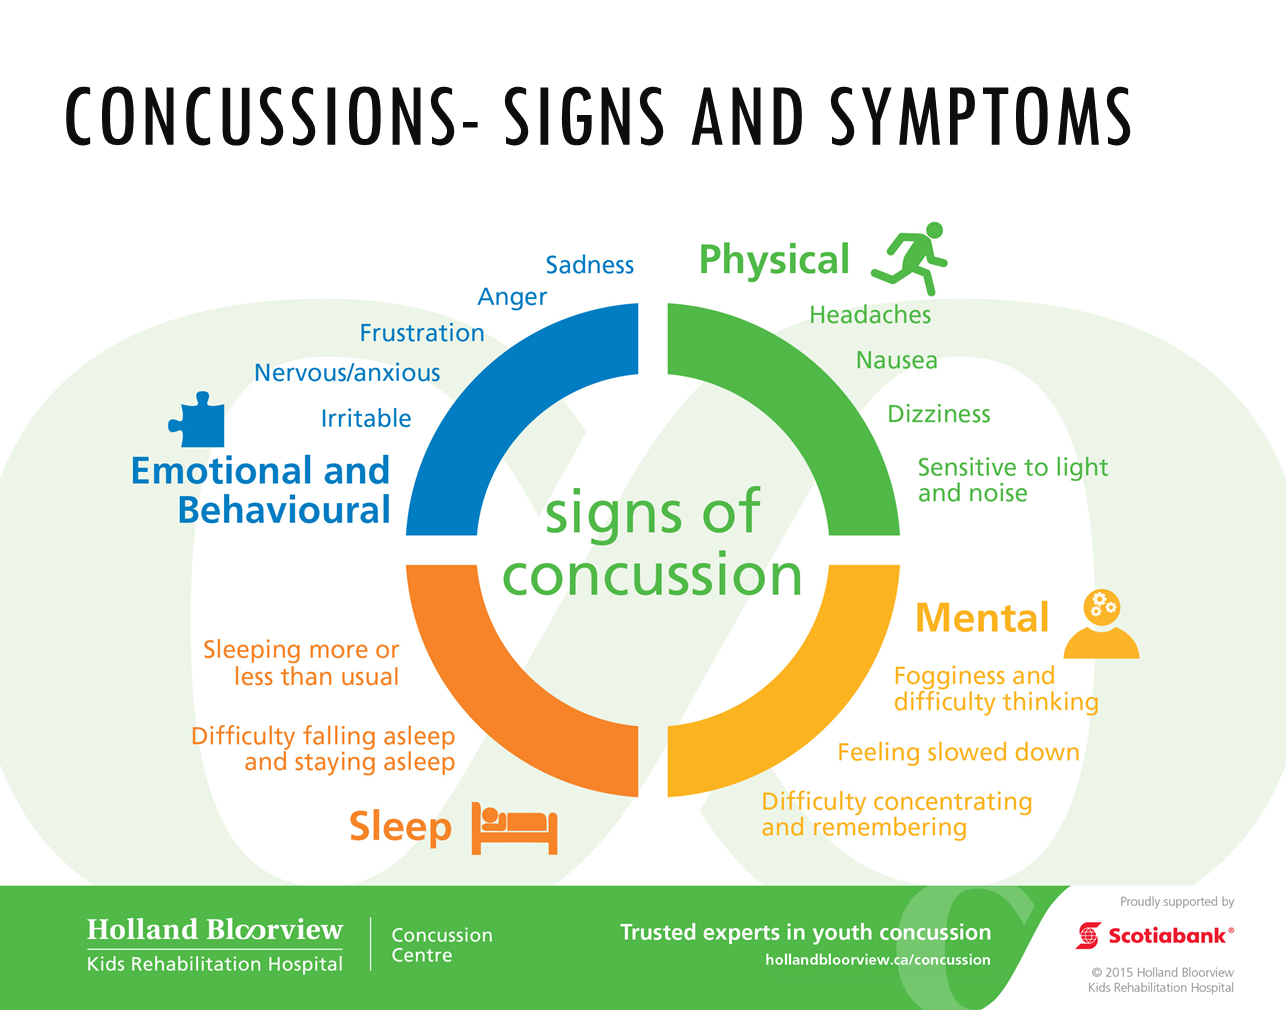 CONCUSSIONS- SIGNS AND SYMPTOMS
Sadness
Anger
Frustration
Nervous/anxious
Irritable
Emotional and
Behavioural
Physical
Headaches
Nausea
Dizziness
Sensitive to light
and noise
signs of
concussion
Mental
Fogginess and
difficulty thinking
Feeling slowed down
Difficulty concentrating
and remembering
Sleeping more or
less than usual
Difficulty falling asleep
and staying asleep
Sleep
Holland Bloorview
Kids Rehabilitation Hospital
Concussion
Centre
Trusted experts in youth concussion
hollandbloorview.ca/concussion
Proudly supported by
Scotiabank®
© 2015 Holland Bloorview
Kids Rehabilitation Hospital